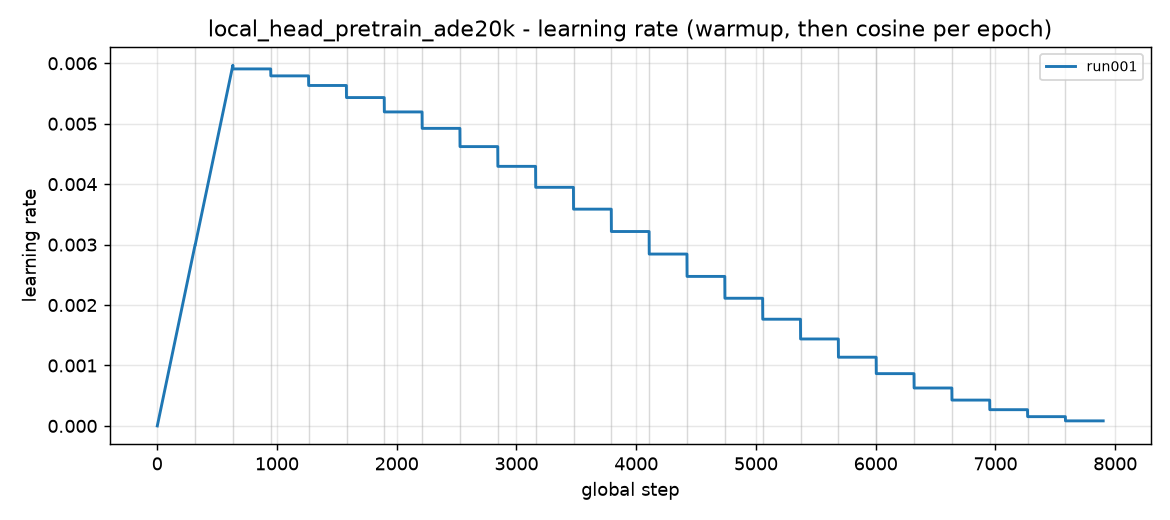 local_head_pretrain_ade20k - learning rate (warmup, then cosine per epoch)
run001
learning rate
0.006
0.005
0.004
0.003
0.002
0.001
0.000
0 1000 2000 3000 4000 5000 6000 7000 8000
global step